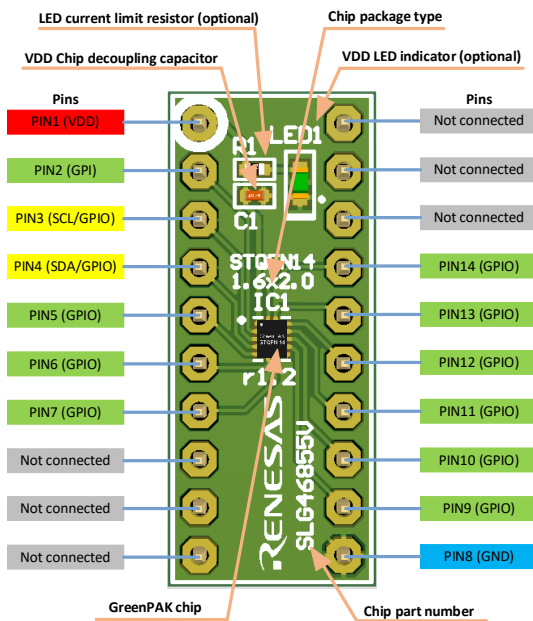 LED current limit resistor (optional)
Chip package type
VDD Chip decoupling capacitor
VDD LED indicator (optional)
Pins
Pins
PIN1 (VDD)
Not connected
R1
LED1
PIN2 (GPI)
Not connected
C1
PIN3 (SCL/GPIO)
Not connected
PIN4 (SDA/GPIO)
STQFN14
1.6x2.0
IC1
PIN14 (GPIO)
PIN5 (GPIO)
PIN13 (GPIO)
STQFN 14
PIN6 (GPIO)
PIN12 (GPIO)
r1.2
PIN7 (GPIO)
PIN11 (GPIO)
Not connected
RENESAS
SLG46855V
PIN10 (GPIO)
Not connected
PIN9 (GPIO)
Not connected
PIN8 (GND)
GreenPAK chip
Chip part number